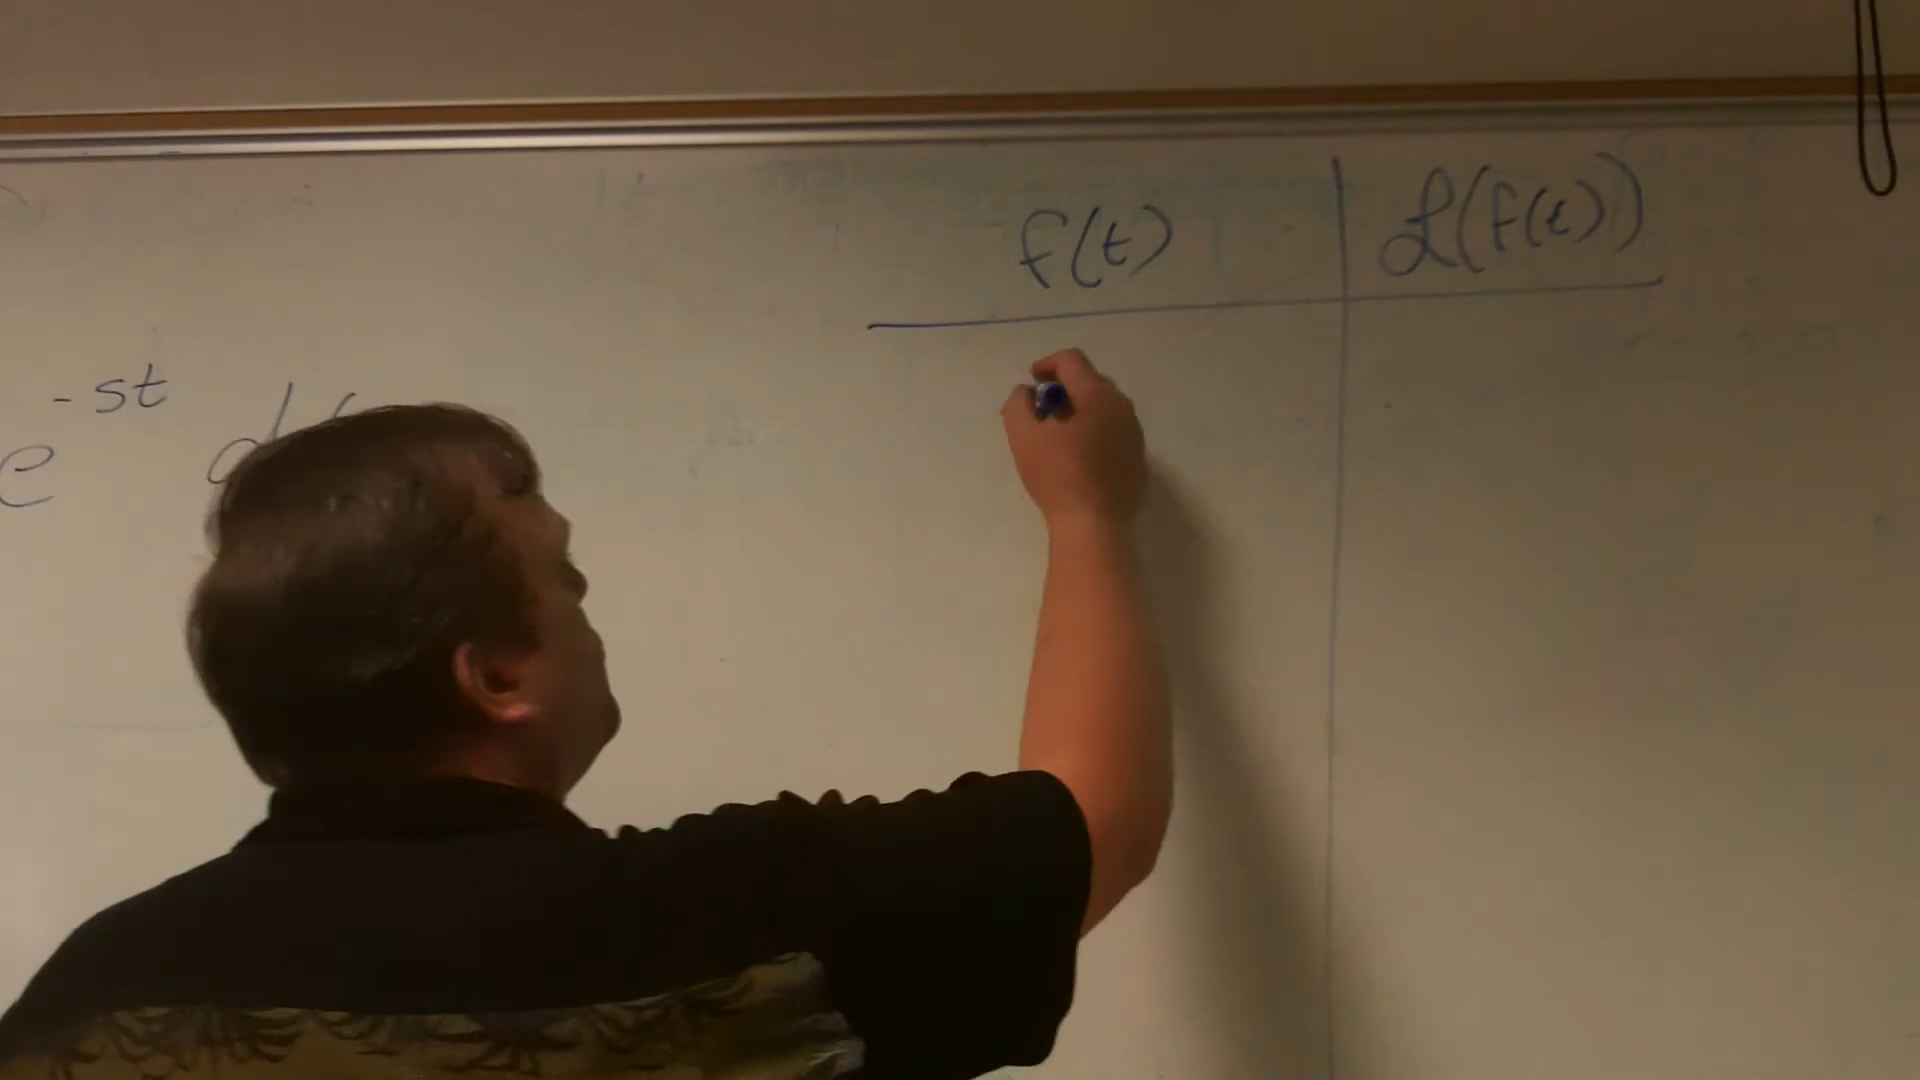 f(t) ℒ(f(t))
e^{-st} d